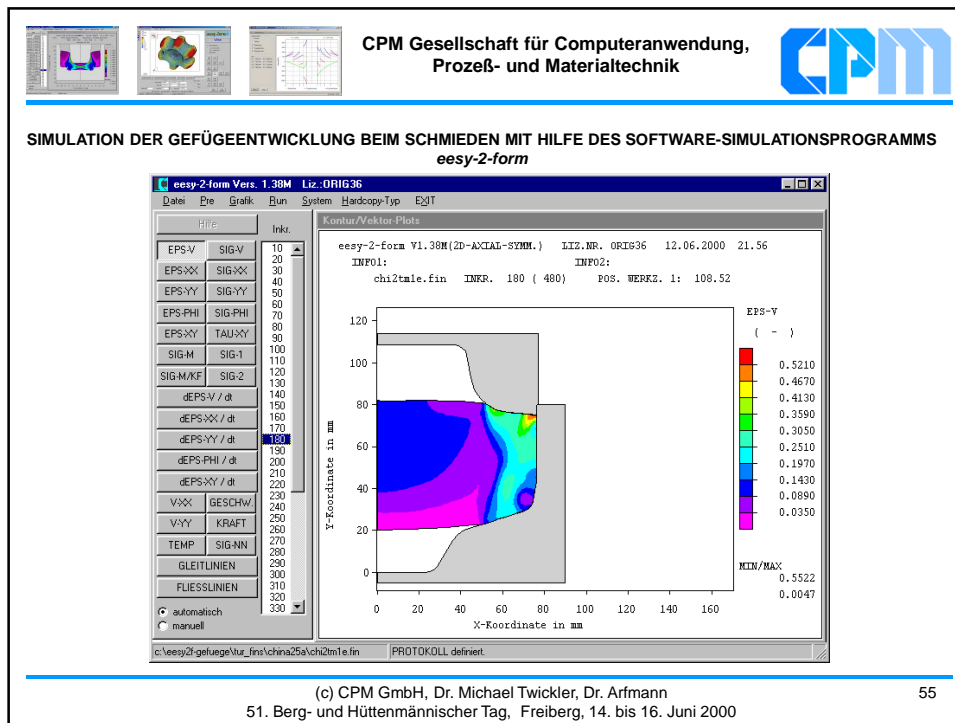 CPM Gesellschaft für Computeranwendung,
Prozeß- und Materialtechnik
CPM
SIMULATION DER GEFÜGEENTWICKLUNG BEIM SCHMIEDEN MIT HILFE DES SOFTWARE-SIMULATIONSPROGRAMMS
eesy-2-form
eesy-2-form Vers. 1.38M Liz.:ORIG36
Datei Pre Grafik Run System Hardcopy-Typ EXIT
Hilfe
Inkr.
EPS-V SIG-V
EPS-XX SIG-XX
EPS-YY SIG-YY
EPS-PHI SIG-PHI
EPS-XY TAU-XY
SIG-M SIG-1
SIG-M/KF SIG-2
dEPS-V / dt
dEPS-XX / dt
dEPS-YY / dt
dEPS-PHI / dt
dEPS-XY / dt
V-XX GESCHW.
V-YY KRAFT
TEMP SIG-NN
GLEITLINIEN
FLIESSLINIEN
automatisch
manuell
10
20
30
40
50
60
70
80
90
100
110
120
130
140
150
160
170
180
190
200
210
220
230
240
250
260
270
280
290
300
310
320
330
Kontur/Vektor-Plots
eesy-2-form V1.38M(2D-AXIAL-SYMM.) LIZ.NR. ORIG36 12.06.2000 21.56
INFO1: INFO2:
chi2tm1e.fin INKR. 180 ( 480) POS. WERKZ. 1: 108.52
120
100
80
60
40
20
0
Y-Koordinate in mm
0 20 40 60 80 100 120 140 160
X-Koordinate in mm
EPS-V
( - )
0.5210
0.4670
0.4130
0.3590
0.3050
0.2510
0.1970
0.1430
0.0890
0.0350
MIN/MAX
0.5522
0.0047
c:\eesy2f-gefuege\tur_fins\china25a\chi2tm1e.fin PROTOKOLL definiert.
(c) CPM GmbH, Dr. Michael Twickler, Dr. Arfmann
51. Berg- und Hüttenmännischer Tag, Freiberg, 14. bis 16. Juni 2000
55